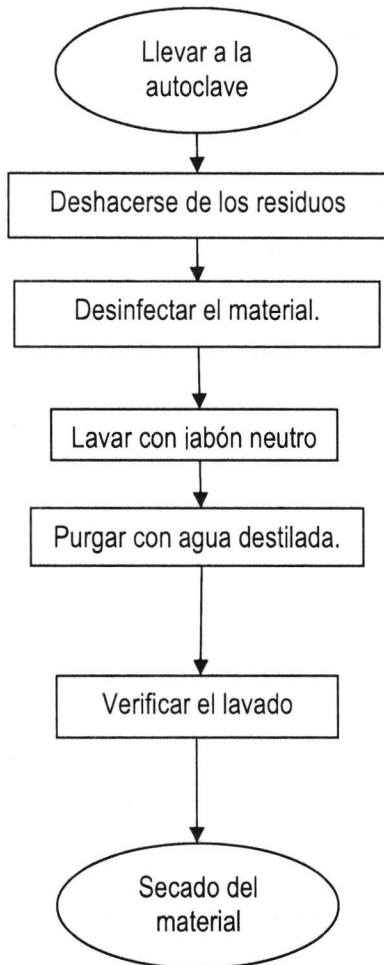 Llevar a la
autoclave
Deshacerse de los residuos
Desinfectar el material.
Lavar con jabón neutro
Purgar con agua destilada.
Verificar el lavado
Secado del
material